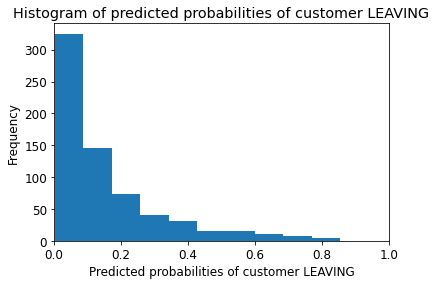 Histogram of predicted probabilities of customer LEAVING
Frequency
300
250
200
150
100
50
0
0.0 0.2 0.4 0.6 0.8 1.0
Predicted probabilities of customer LEAVING